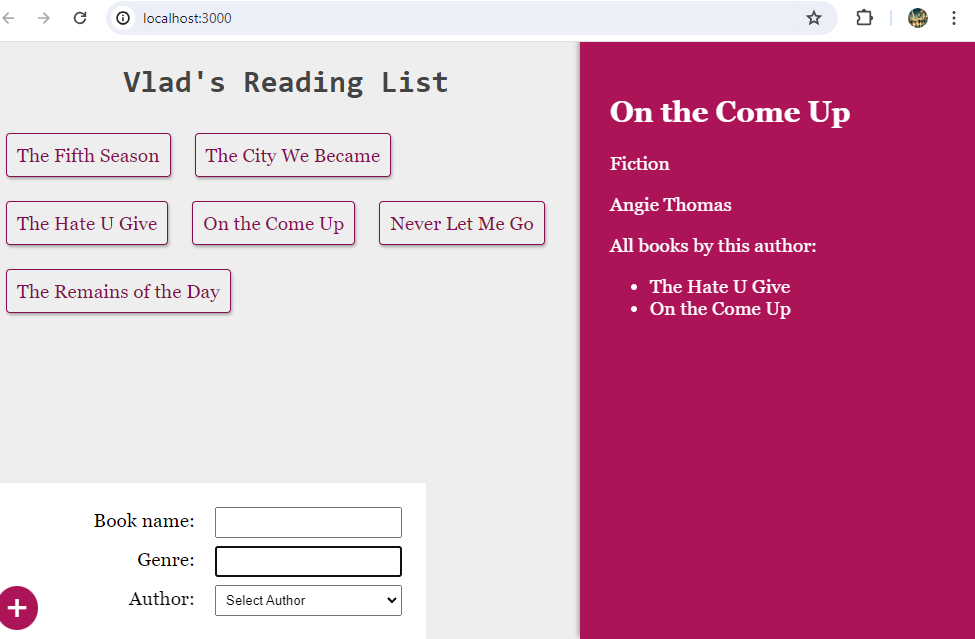 localhost:3000
Vlad's Reading List
The Fifth Season
The City We Became
The Hate U Give
On the Come Up
Never Let Me Go
The Remains of the Day
Book name:
Genre:
Author:
Select Author
+
On the Come Up
Fiction
Angie Thomas
All books by this author:
• The Hate U Give
• On the Come Up